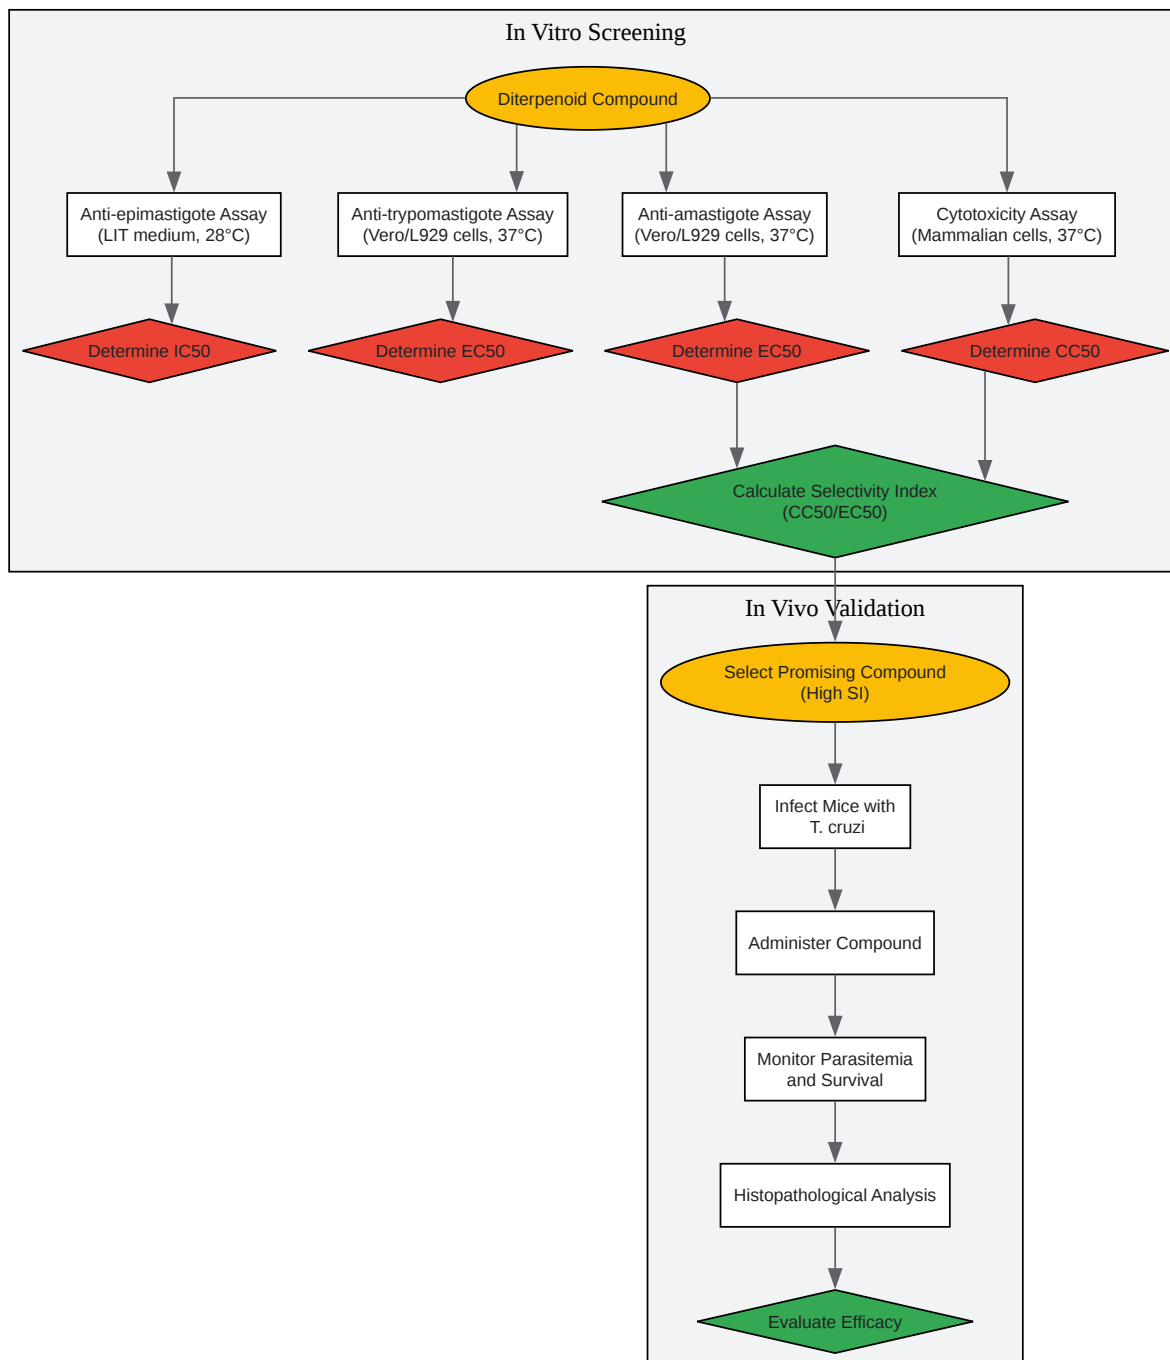 In Vitro Screening
Diterpenoid Compound
Anti-epimastigote Assay
(LIT medium, 28°C)
Anti-trypomastigote Assay
(Vero/L929 cells, 37°C)
Anti-amastigote Assay
(Vero/L929 cells, 37°C)
Cytotoxicity Assay
(Mammalian cells, 37°C)
Determine IC50
Determine EC50
Determine EC50
Determine CC50
Calculate Selectivity Index
(CC50/EC50)
In Vivo Validation
Select Promising Compound
(High SI)
Infect Mice with
T. cruzi
Administer Compound
Monitor Parasitemia
and Survival
Histopathological Analysis
Evaluate Efficacy